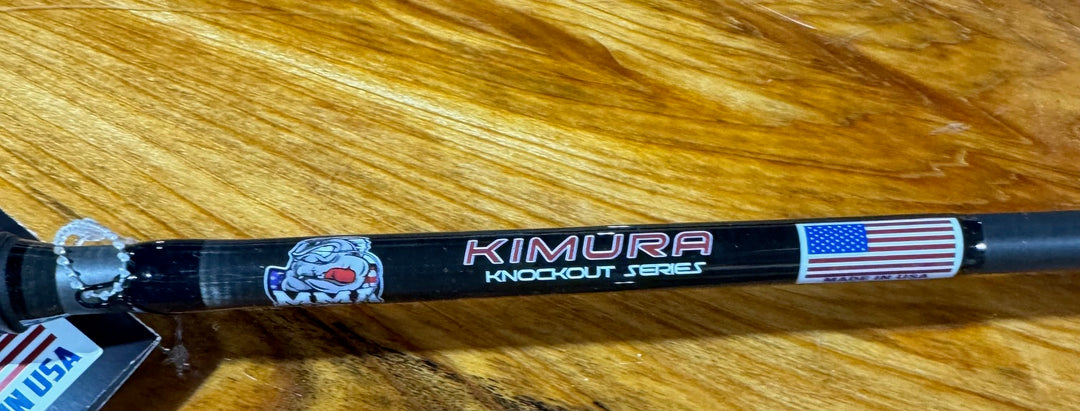 MMA
KIMURA
KNOCKOUT SERIES
MADE IN USA
IN USA